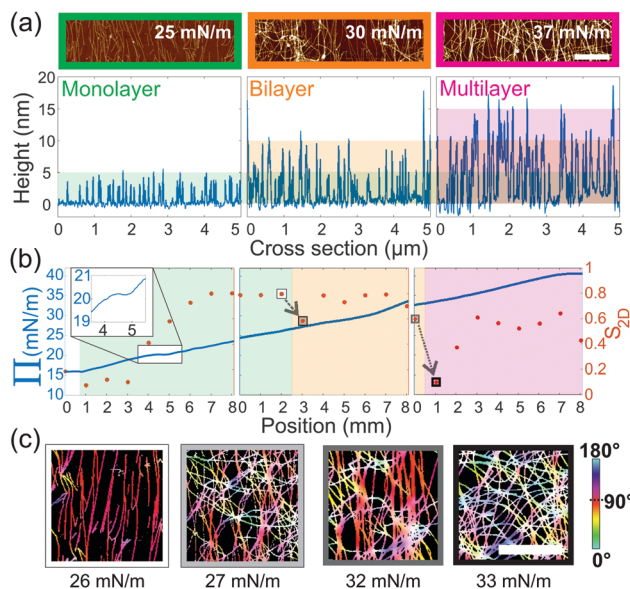 (a)
25 mN/m 30 mN/m 37 mN/m
Monolayer Bilayer Multilayer
Height (nm)
20
15
10
5
0
0 1 2 3 4 5 0 1 2 3 4 5 0 1 2 3 4 5
Cross section (μm)
(b)
Π(mN/m)
40
35
30
25
20
15
10
21
20
19
4 5
1
0.8
0.6
0.4
0.2
0
S2D
0 1 2 3 4 5 6 7 8 0 1 2 3 4 5 6 7 8 0 1 2 3 4 5 6 7 8
Position (mm)
(c)
180°
90°
0°
26 mN/m 27 mN/m 32 mN/m 33 mN/m